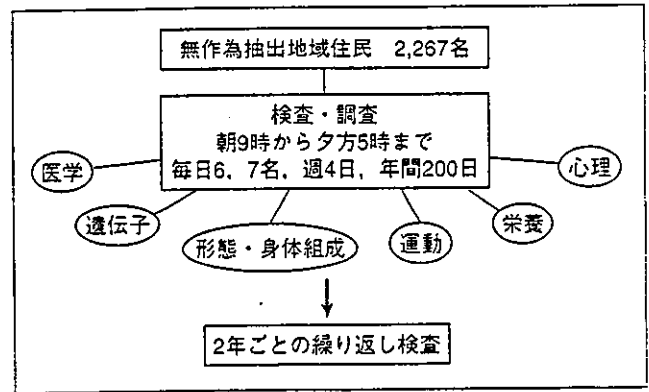 無作為抽出地域住民 2,267名
検査・調査
朝9時から夕方5時まで
毎日6，7名，週4日，年間200日
医学
心理
遺伝子
栄養
形態・身体組成
運動
2年ごとの繰り返し検査